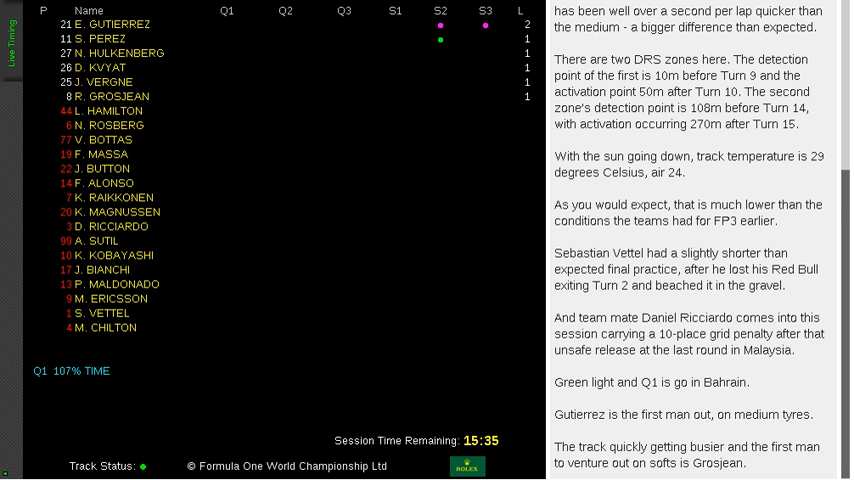 Live Timing
P Name Q1 Q2 Q3 S1 S2 S3 L
21 E. GUTIERREZ 2
11 S. PEREZ 1
27 N. HULKENBERG 1
26 D. KVYAT 1
25 J. VERGNE 1
8 R. GROSJEAN 1
44 L. HAMILTON
6 N. ROSBERG
77 V. BOTTAS
19 F. MASSA
22 J. BUTTON
14 F. ALONSO
7 K. RAIKKONEN
20 K. MAGNUSSEN
3 D. RICCIARDO
99 A. SUTIL
10 K. KOBAYASHI
17 J. BIANCHI
13 P. MALDONADO
9 M. ERICSSON
1 S. VETTEL
4 M. CHILTON
Q1 107% TIME
Session Time Remaining: 15:35
Track Status:
© Formula One World Championship Ltd
ROLEX
has been well over a second per lap quicker than
the medium - a bigger difference than expected.
There are two DRS zones here. The detection
point of the first is 10m before Turn 9 and the
activation point 50m after Turn 10. The second
zone's detection point is 108m before Turn 14,
with activation occurring 270m after Turn 15.
With the sun going down, track temperature is 29
degrees Celsius, air 24.
As you would expect, that is much lower than the
conditions the teams had for FP3 earlier.
Sebastian Vettel had a slightly shorter than
expected final practice, after he lost his Red Bull
exiting Turn 2 and beached it in the gravel.
And team mate Daniel Ricciardo comes into this
session carrying a 10-place grid penalty after that
unsafe release at the last round in Malaysia.
Green light and Q1 is go in Bahrain.
Gutierrez is the first man out, on medium tyres.
The track quickly getting busier and the first man
to venture out on softs is Grosjean.